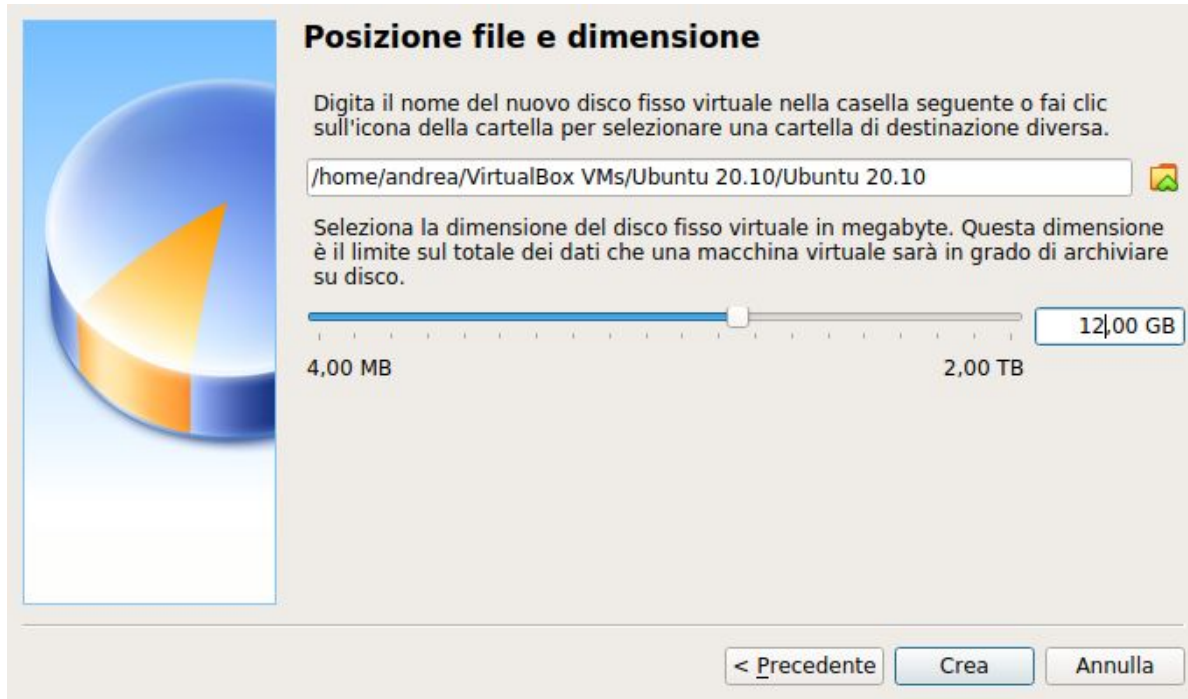 Posizione file e dimensione
Digita il nome del nuovo disco fisso virtuale nella casella seguente o fai clic
sull'icona della cartella per selezionare una cartella di destinazione diversa.
/home/andrea/VirtualBox VMs/Ubuntu 20.10/Ubuntu 20.10
Seleziona la dimensione del disco fisso virtuale in megabyte. Questa dimensione
è il limite sul totale dei dati che una macchina virtuale sarà in grado di archiviare
su disco.
12,00 GB
4,00 MB
2,00 TB
< Precedente
Crea
Annulla